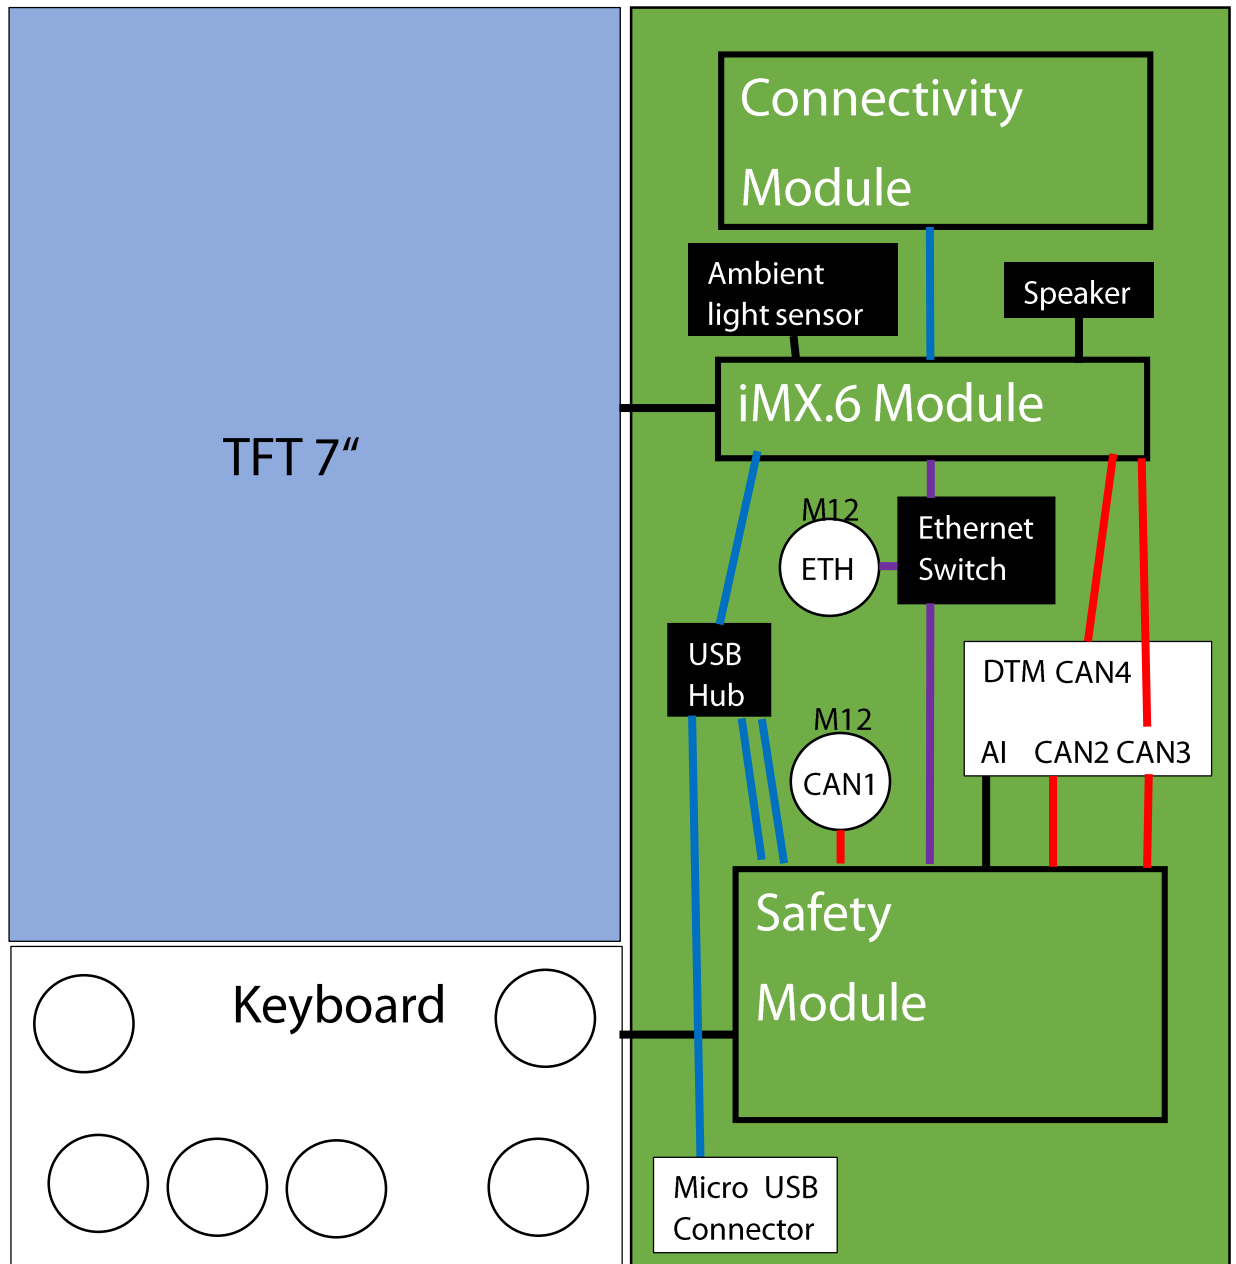 Connectivity
Module
Ambient
light sensor
Speaker
iMX.6 Module
TFT 7“
M12
ETH
Ethernet
Switch
USB
Hub
DTM CAN4
AI CAN2 CAN3
M12
CAN1
Safety
Module
Keyboard
Micro USB
Connector